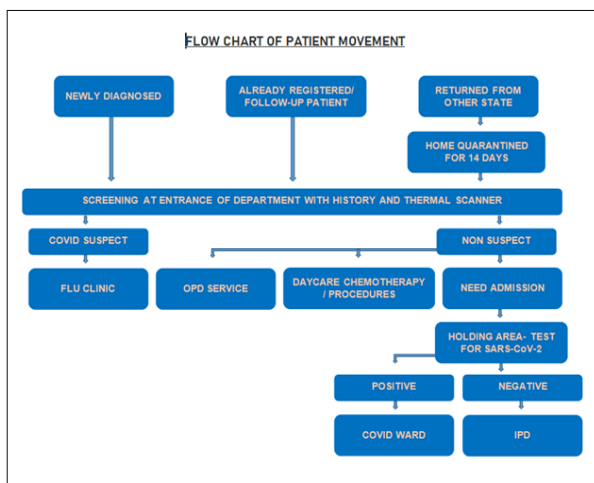 FLOW CHART OF PATIENT MOVEMENT
NEWLY DIAGNOSED
ALREADY REGISTERED/
FOLLOW-UP PATIENT
RETURNED FROM
OTHER STATE
HOME QUARANTINED
FOR 14 DAYS
SCREENING AT ENTRANCE OF DEPARTMENT WITH HISTORY AND THERMAL SCANNER
COVID SUSPECT
NON SUSPECT
FLU CLINIC
OPD SERVICE
DAYCARE CHEMOTHERAPY
/ PROCEDURES
NEED ADMISSION
HOLDING AREA- TEST
FOR SARS-CoV-2
POSITIVE
NEGATIVE
COVID WARD
IPD